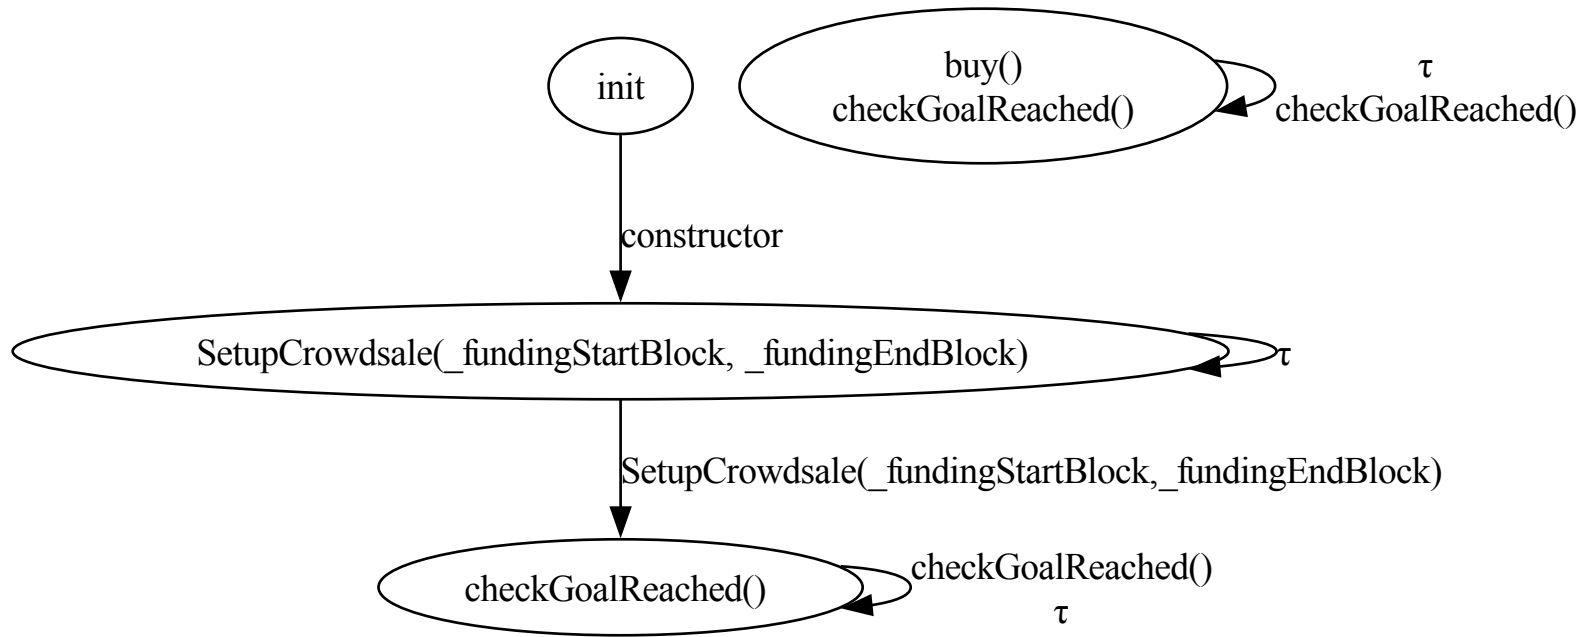 init
buy()
checkGoalReached()
τ
checkGoalReached()
constructor
SetupCrowdsale(_fundingStartBlock, _fundingEndBlock)
τ
SetupCrowdsale(_fundingStartBlock,_fundingEndBlock)
checkGoalReached()
checkGoalReached()
τ